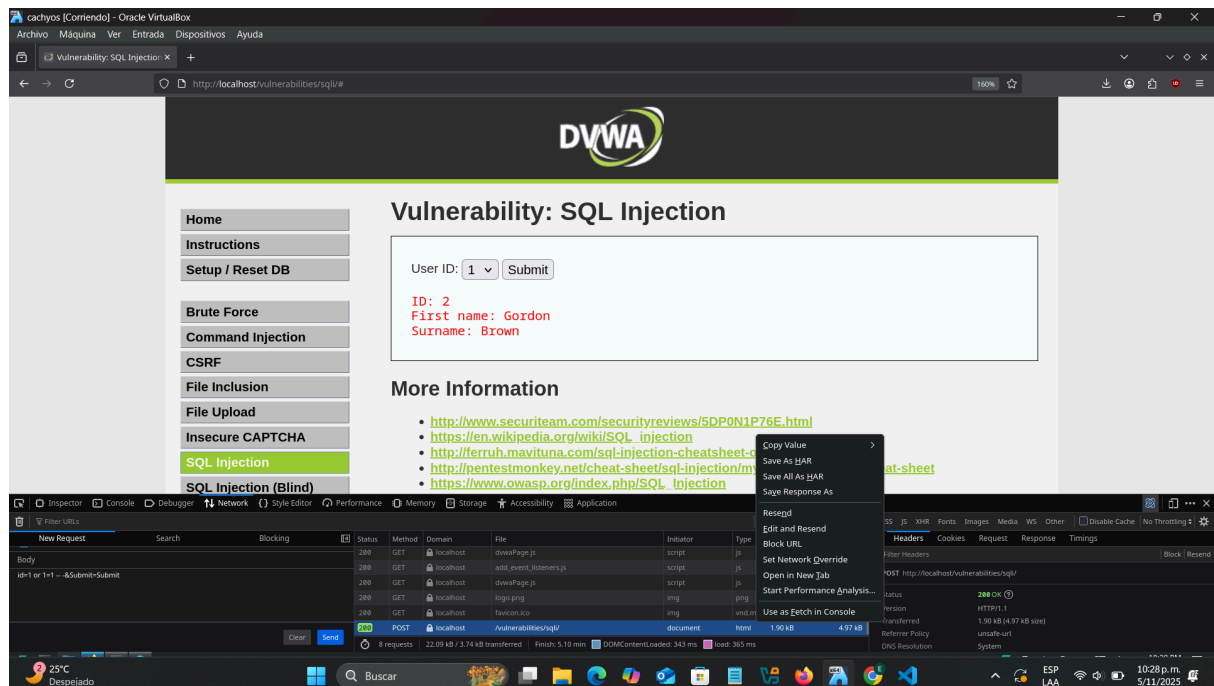 cachyos [Corriendo] - Oracle VirtualBox
Archivo Máquina Ver Entrada Dispositivos Ayuda
Vulnerability: SQL Injection
http://localhost/vulnerabilities/sqli/# 160%
DVWA
Vulnerability: SQL Injection
Home
Instructions
Setup / Reset DB
Brute Force
Command Injection
CSRF
File Inclusion
File Upload
Insecure CAPTCHA
SQL Injection
SQL Injection (Blind)
User ID: 1 Submit
ID: 2
First name: Gordon
Surname: Brown
More Information
http://www.securiteam.com/securityreviews/5DP0N1P76E.html
https://en.wikipedia.org/wiki/SQL_injection
http://ferruh.mavituna.com/sql-injection-cheatsheet-o
http://pentestmonkey.net/cheat-sheet/sql-injection/my at-sheet
https://www.owasp.org/index.php/SQL_Injection
Copy Value
Save As HAR
Save All As HAR
Save Response As
Resend
Edit and Resend
Block URL
Set Network Override
Open in New Tab
Start Performance Analysis...
Use as Fetch in Console
Inspector Console Debugger Network Style Editor Performance Memory Storage Accessibility Application
Filter URLs SS JS XHR Fonts Images Media WS Other Disable Cache No Throttling
New Request Search Blocking Status Method Domain File Initiator Type Headers Cookies Request Response Timings
Body
id=1 or 1=1 -- -&Submit=Submit
Clear Send
200 GET localhost dvwaPage.js script js
200 GET localhost add_event_listeners.js script js
200 GET localhost dvwaPage.js script js
200 GET localhost logo.png img png
200 GET localhost favicon.ico img vnd.m
200 POST localhost /vulnerabilities/sqli/ document html 1.90 kB 4.97 kB
8 requests 22.09 kB / 3.74 kB transferred Finish: 5.10 min DOMContentLoaded: 343 ms load: 365 ms
Filter Headers Block Resend
POST http://localhost/vulnerabilities/sqli/
Status 200 OK
Version HTTP/1.1
Transferred 1.90 kB (4.97 kB size)
Referrer Policy unsafe-url
DNS Resolution System
2
25°C
Despejado
Buscar
ESP
LAA
10:28 p.m.
5/11/2025